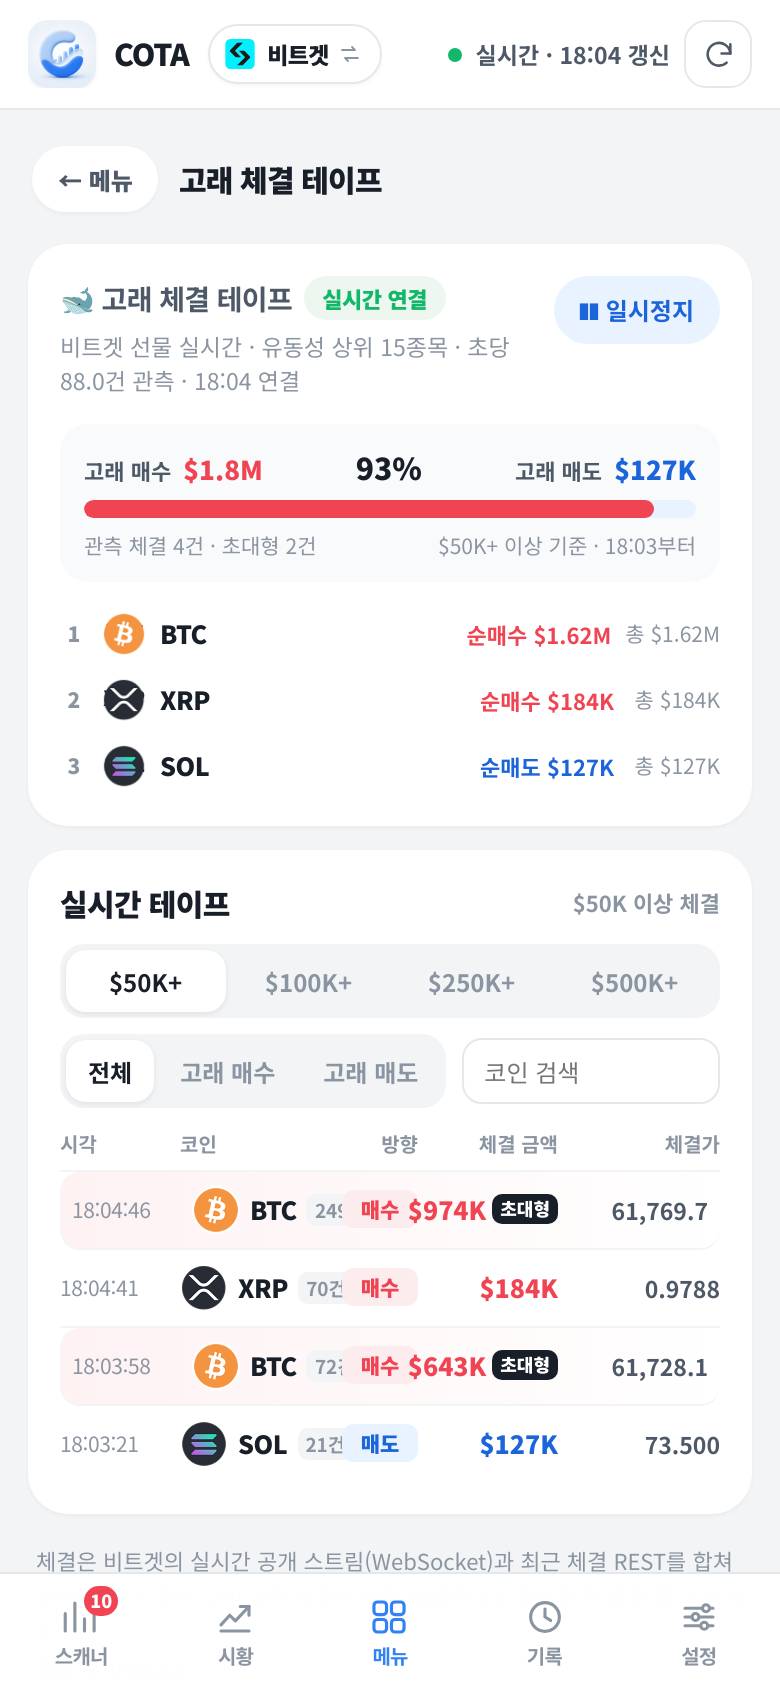 COTA 비트겟 실시간 · 18:04 갱신
← 메뉴 고래 체결 테이프
고래 체결 테이프 실시간 연결 일시정지
비트겟 선물 실시간 · 유동성 상위 15종목 · 초당
88.0건 관측 · 18:04 연결
고래 매수 $1.8M 93% 고래 매도 $127K
관측 체결 4건 · 초대형 2건 $50K+ 이상 기준 · 18:03부터
1 BTC 순매수 $1.62M 총 $1.62M
2 XRP 순매수 $184K 총 $184K
3 SOL 순매도 $127K 총 $127K
실시간 테이프 $50K 이상 체결
$50K+ $100K+ $250K+ $500K+
전체 고래 매수 고래 매도 코인 검색
시각 코인 방향 체결 금액 체결가
18:04:46 BTC 매수 $974K 초대형 61,769.7
18:04:41 XRP 70건 매수 $184K 0.9788
18:03:58 BTC 매수 $643K 초대형 61,728.1
18:03:21 SOL 21건 매도 $127K 73.500
체결은 비트겟의 실시간 공개 스트림(WebSocket)과 최근 체결 REST를 합쳐
10
스캐너 시황 메뉴 기록 설정